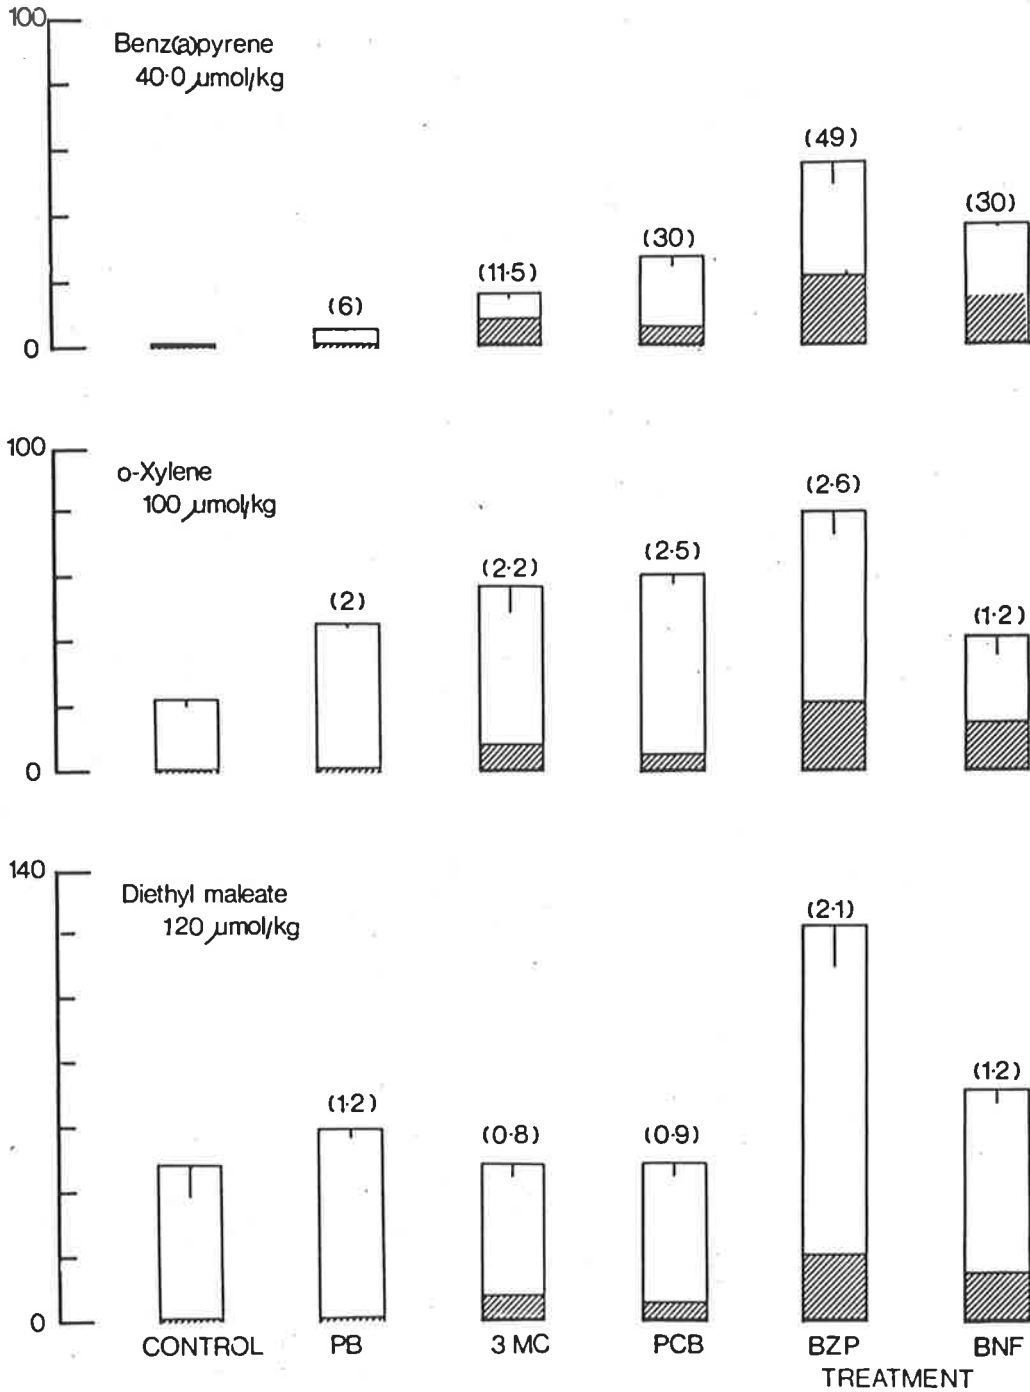 100
Benz(a)pyrene
40·0 µmol/kg
(49)
(30)
(30)
(11·5)
(6)
0
100
o-Xylene
100 µmol/kg
(2·6)
(2·5)
(2·2)
(2)
(1·2)
0
140
Diethyl maleate
120 µmol/kg
(2·1)
(1·2)
(1·2)
(0·8)
(0·9)
0
CONTROL PB 3 MC PCB BZP BNF
TREATMENT